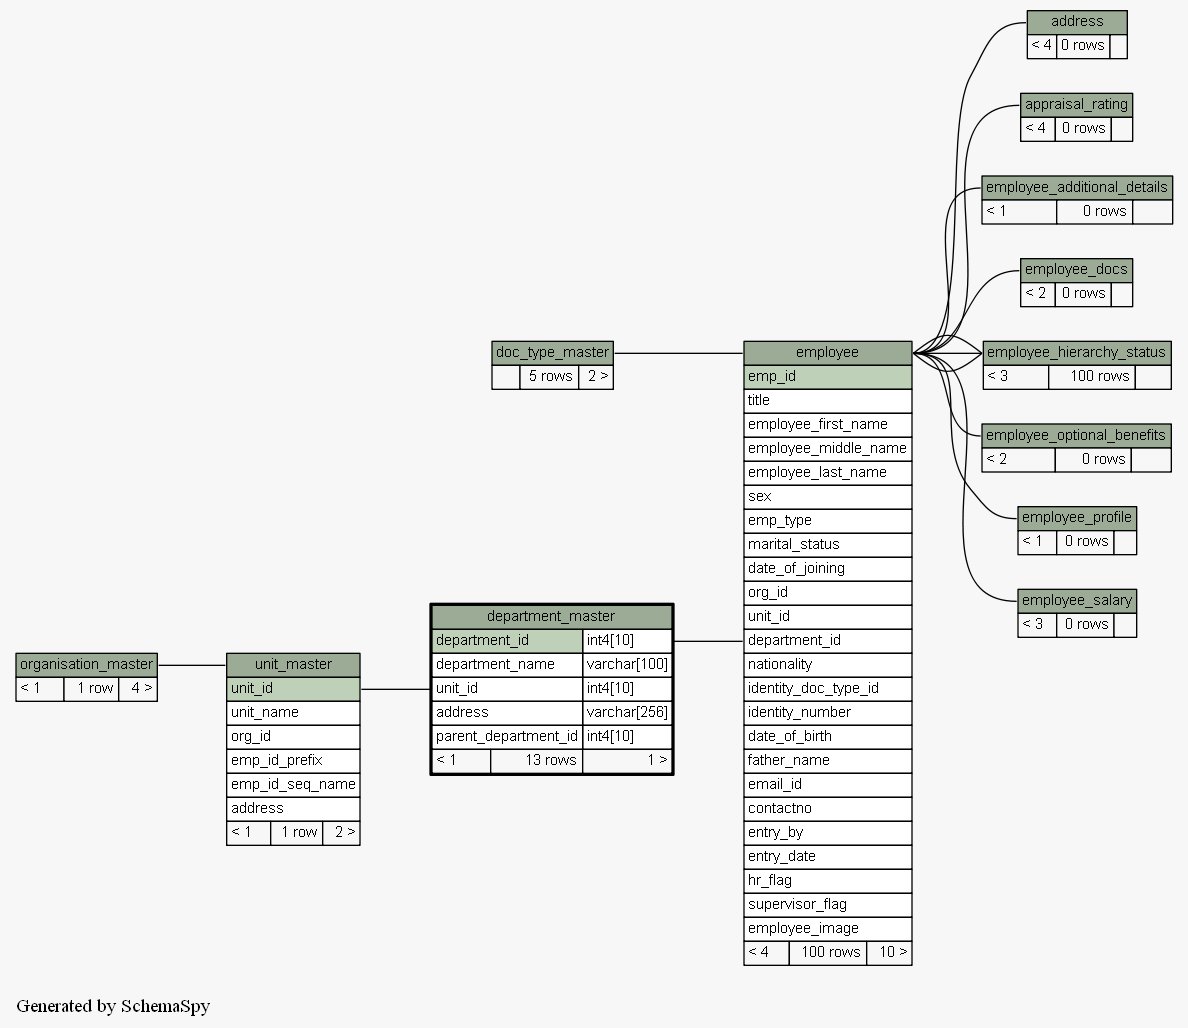 address
< 4 0 rows
appraisal_rating
< 4 0 rows
employee_additional_details
< 1 0 rows
employee_docs
< 2 0 rows
doc_type_master
5 rows 2 >
employee
emp_id
title
employee_first_name
employee_middle_name
employee_last_name
sex
emp_type
marital_status
date_of_joining
org_id
unit_id
department_id
nationality
identity_doc_type_id
identity_number
date_of_birth
father_name
email_id
contactno
entry_by
entry_date
hr_flag
supervisor_flag
employee_image
< 4 100 rows 10 >
employee_hierarchy_status
< 3 100 rows
employee_optional_benefits
< 2 0 rows
employee_profile
< 1 0 rows
employee_salary
< 3 0 rows
department_master
department_id int4[10]
department_name varchar[100]
unit_id int4[10]
address varchar[256]
parent_department_id int4[10]
< 1 13 rows 1 >
organisation_master
< 1 1 row 4 >
unit_master
unit_id
unit_name
org_id
emp_id_prefix
emp_id_seq_name
address
< 1 1 row 2 >
Generated by SchemaSpy